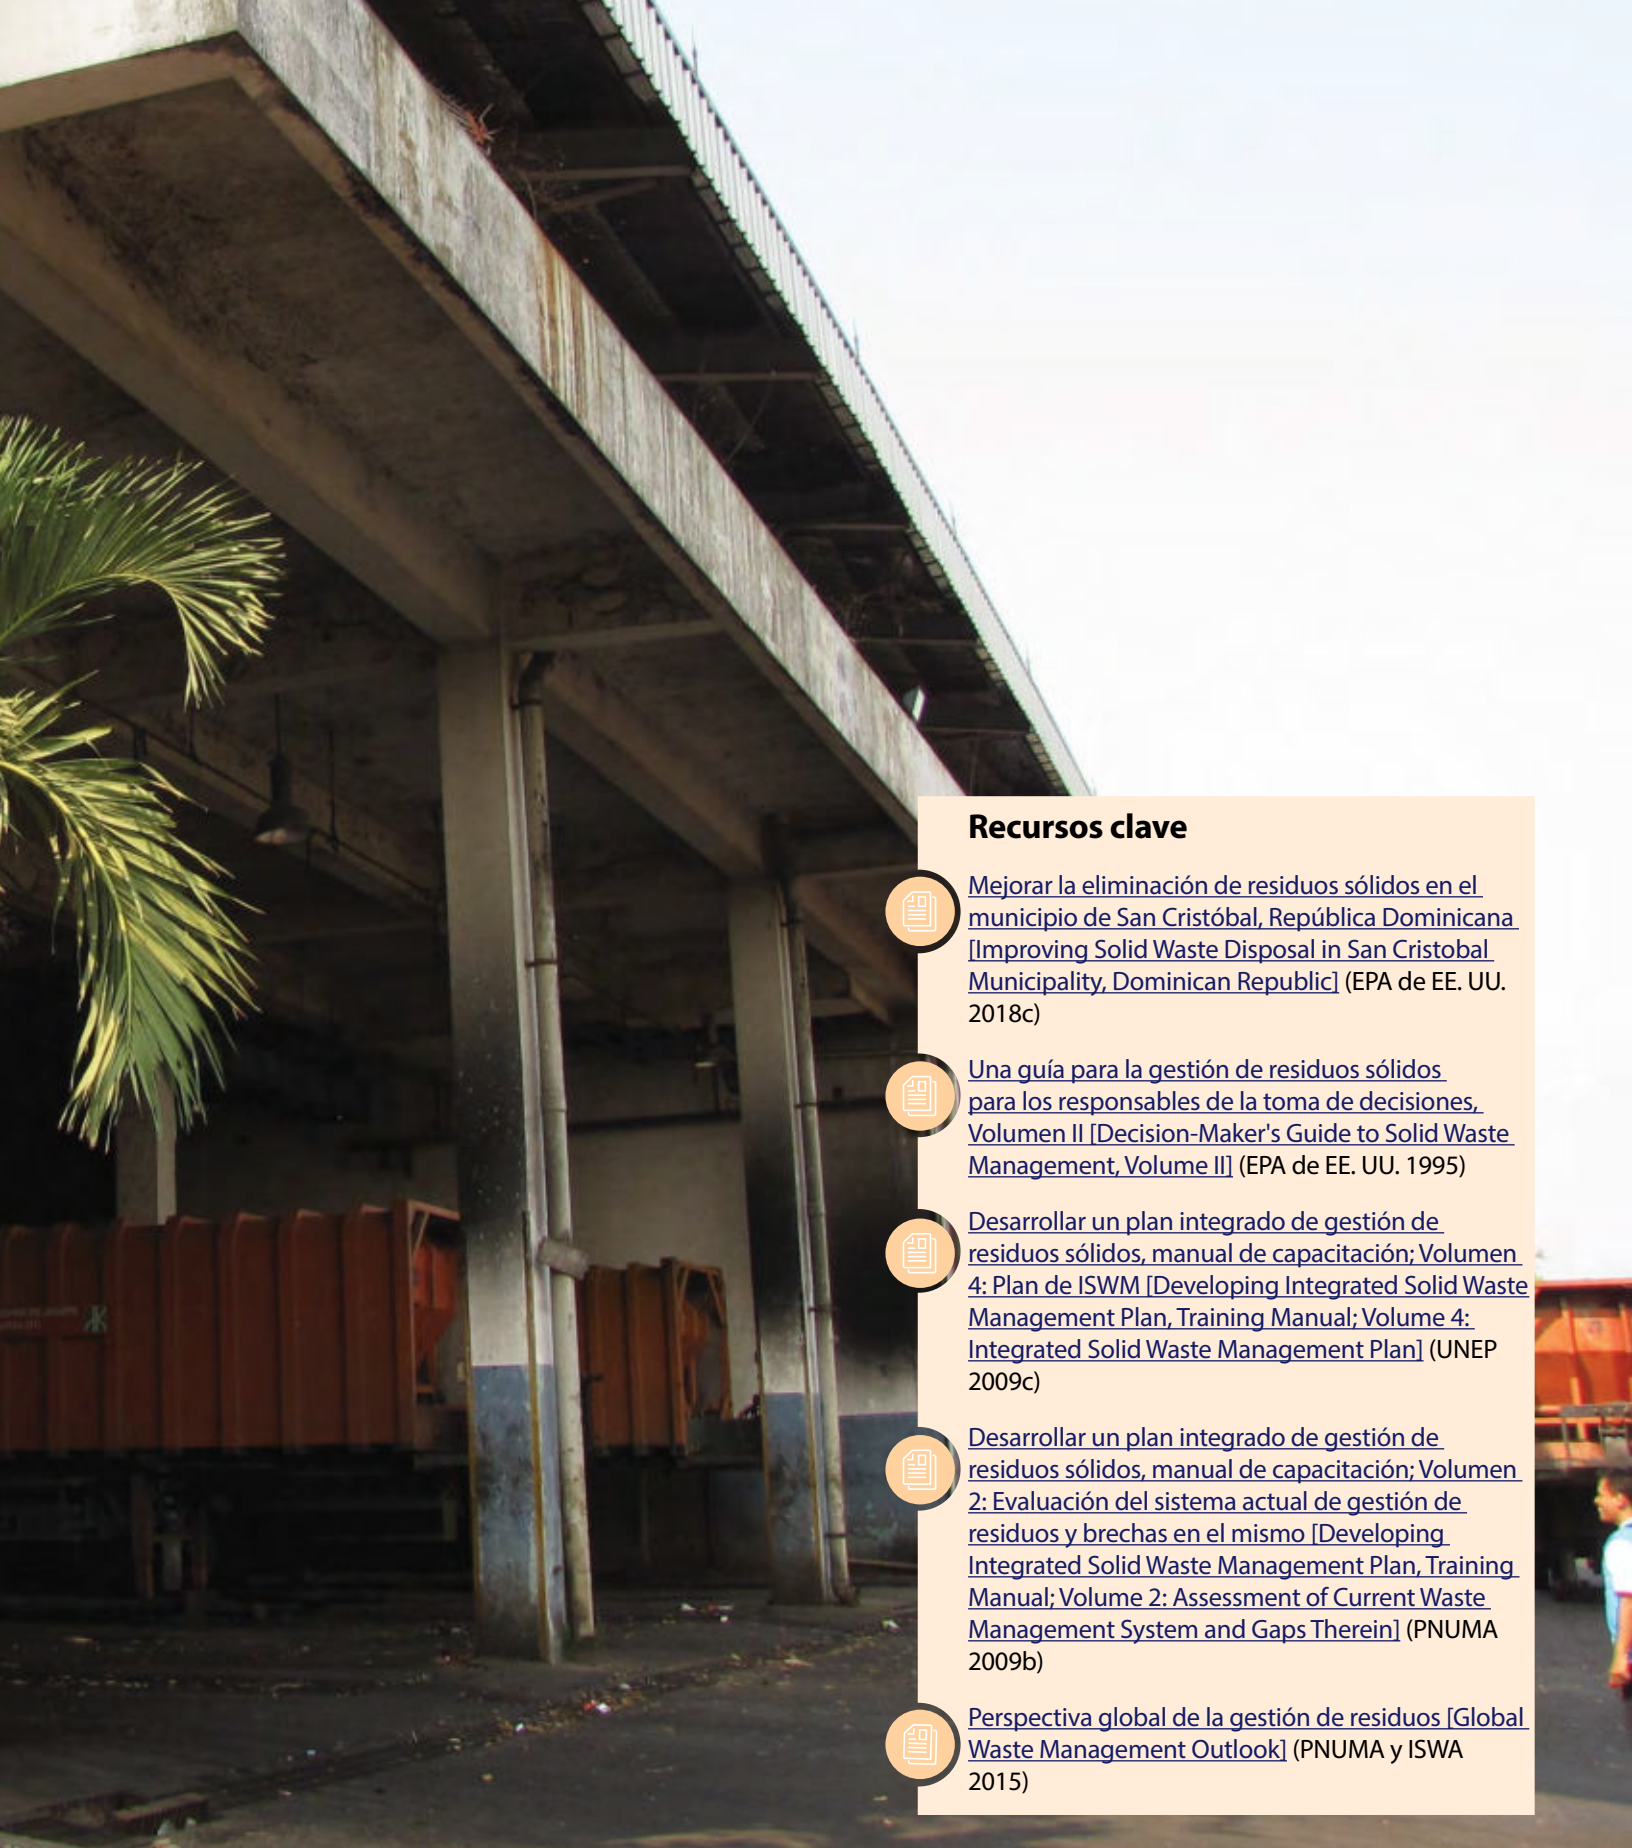 Recursos clave
Mejorar la eliminación de residuos sólidos en el
municipio de San Cristóbal, República Dominicana
[Improving Solid Waste Disposal in San Cristobal
Municipality, Dominican Republic] (EPA de EE. UU.
2018c)
Una guía para la gestión de residuos sólidos
para los responsables de la toma de decisiones,
Volumen II [Decision-Maker's Guide to Solid Waste
Management, Volume II] (EPA de EE. UU. 1995)
Desarrollar un plan integrado de gestión de
residuos sólidos, manual de capacitación; Volumen
4: Plan de ISWM [Developing Integrated Solid Waste
Management Plan, Training Manual; Volume 4:
Integrated Solid Waste Management Plan] (UNEP
2009c)
Desarrollar un plan integrado de gestión de
residuos sólidos, manual de capacitación; Volumen
2: Evaluación del sistema actual de gestión de
residuos y brechas en el mismo [Developing
Integrated Solid Waste Management Plan, Training
Manual; Volume 2: Assessment of Current Waste
Management System and Gaps Therein] (PNUMA
2009b)
Perspectiva global de la gestión de residuos [Global
Waste Management Outlook] (PNUMA y ISWA
2015)